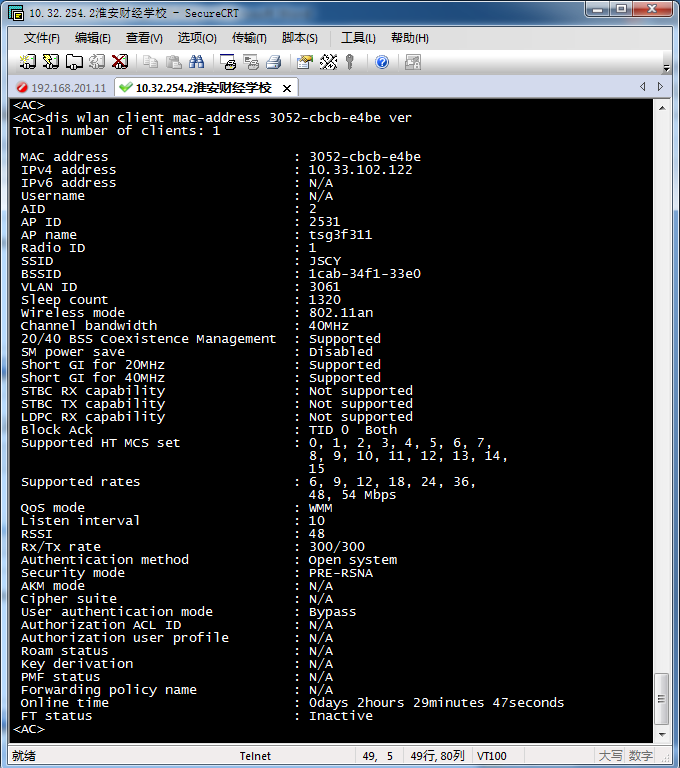 10.32.254.2淮安财经学校 - SecureCRT
文件(F) 编辑(E) 查看(V) 选项(O) 传输(T) 脚本(S) 工具(L) 帮助(H)
192.168.201.11 10.32.254.2淮安财经学校
<AC>
<AC>dis wlan client mac-address 3052-cbcb-e4be ver
Total number of clients: 1
MAC address : 3052-cbcb-e4be
IPv4 address : 10.33.102.122
IPv6 address : N/A
Username : N/A
AID : 2
AP ID : 2531
AP name : tsg3f311
Radio ID : 1
SSID : JSCY
BSSID : 1cab-34f1-33e0
VLAN ID : 3061
Sleep count : 1320
Wireless mode : 802.11an
Channel bandwidth : 40MHz
20/40 BSS Coexistence Management : Supported
SM power save : Disabled
Short GI for 20MHz : Supported
Short GI for 40MHz : Supported
STBC RX capability : Not supported
STBC TX capability : Not supported
LDPC RX capability : Not supported
Block Ack : TID 0 Both
Supported HT MCS set : 0, 1, 2, 3, 4, 5, 6, 7,
8, 9, 10, 11, 12, 13, 14,
15
Supported rates : 6, 9, 12, 18, 24, 36,
48, 54 Mbps
QoS mode : WMM
Listen interval : 10
RSSI : 48
Rx/Tx rate : 300/300
Authentication method : Open system
Security mode : PRE-RSNA
AKM mode : N/A
Cipher suite : N/A
User authentication mode : Bypass
Authorization ACL ID : N/A
Authorization user profile : N/A
Roam status : N/A
Key derivation : N/A
PMF status : N/A
Forwarding policy name : N/A
Online time : 0days 2hours 29minutes 47seconds
FT status : Inactive
<AC>
就绪 Telnet 49, 5 49行, 80列 VT100 大写 数字